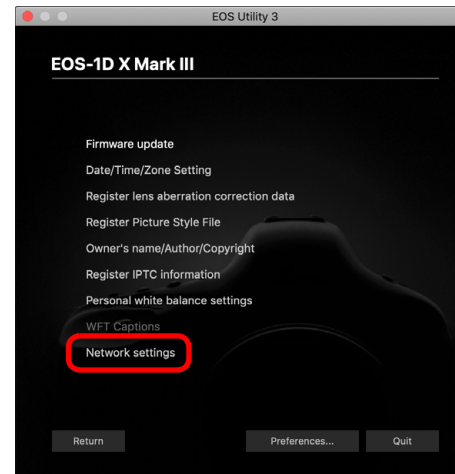 EOS Utility 3
EOS-1D X Mark III
Firmware update
Date/Time/Zone Setting
Register lens aberration correction data
Register Picture Style File
Owner's name/Author/Copyright
Register IPTC information
Personal white balance settings
WFT Captions
Network settings
Return Preferences... Quit